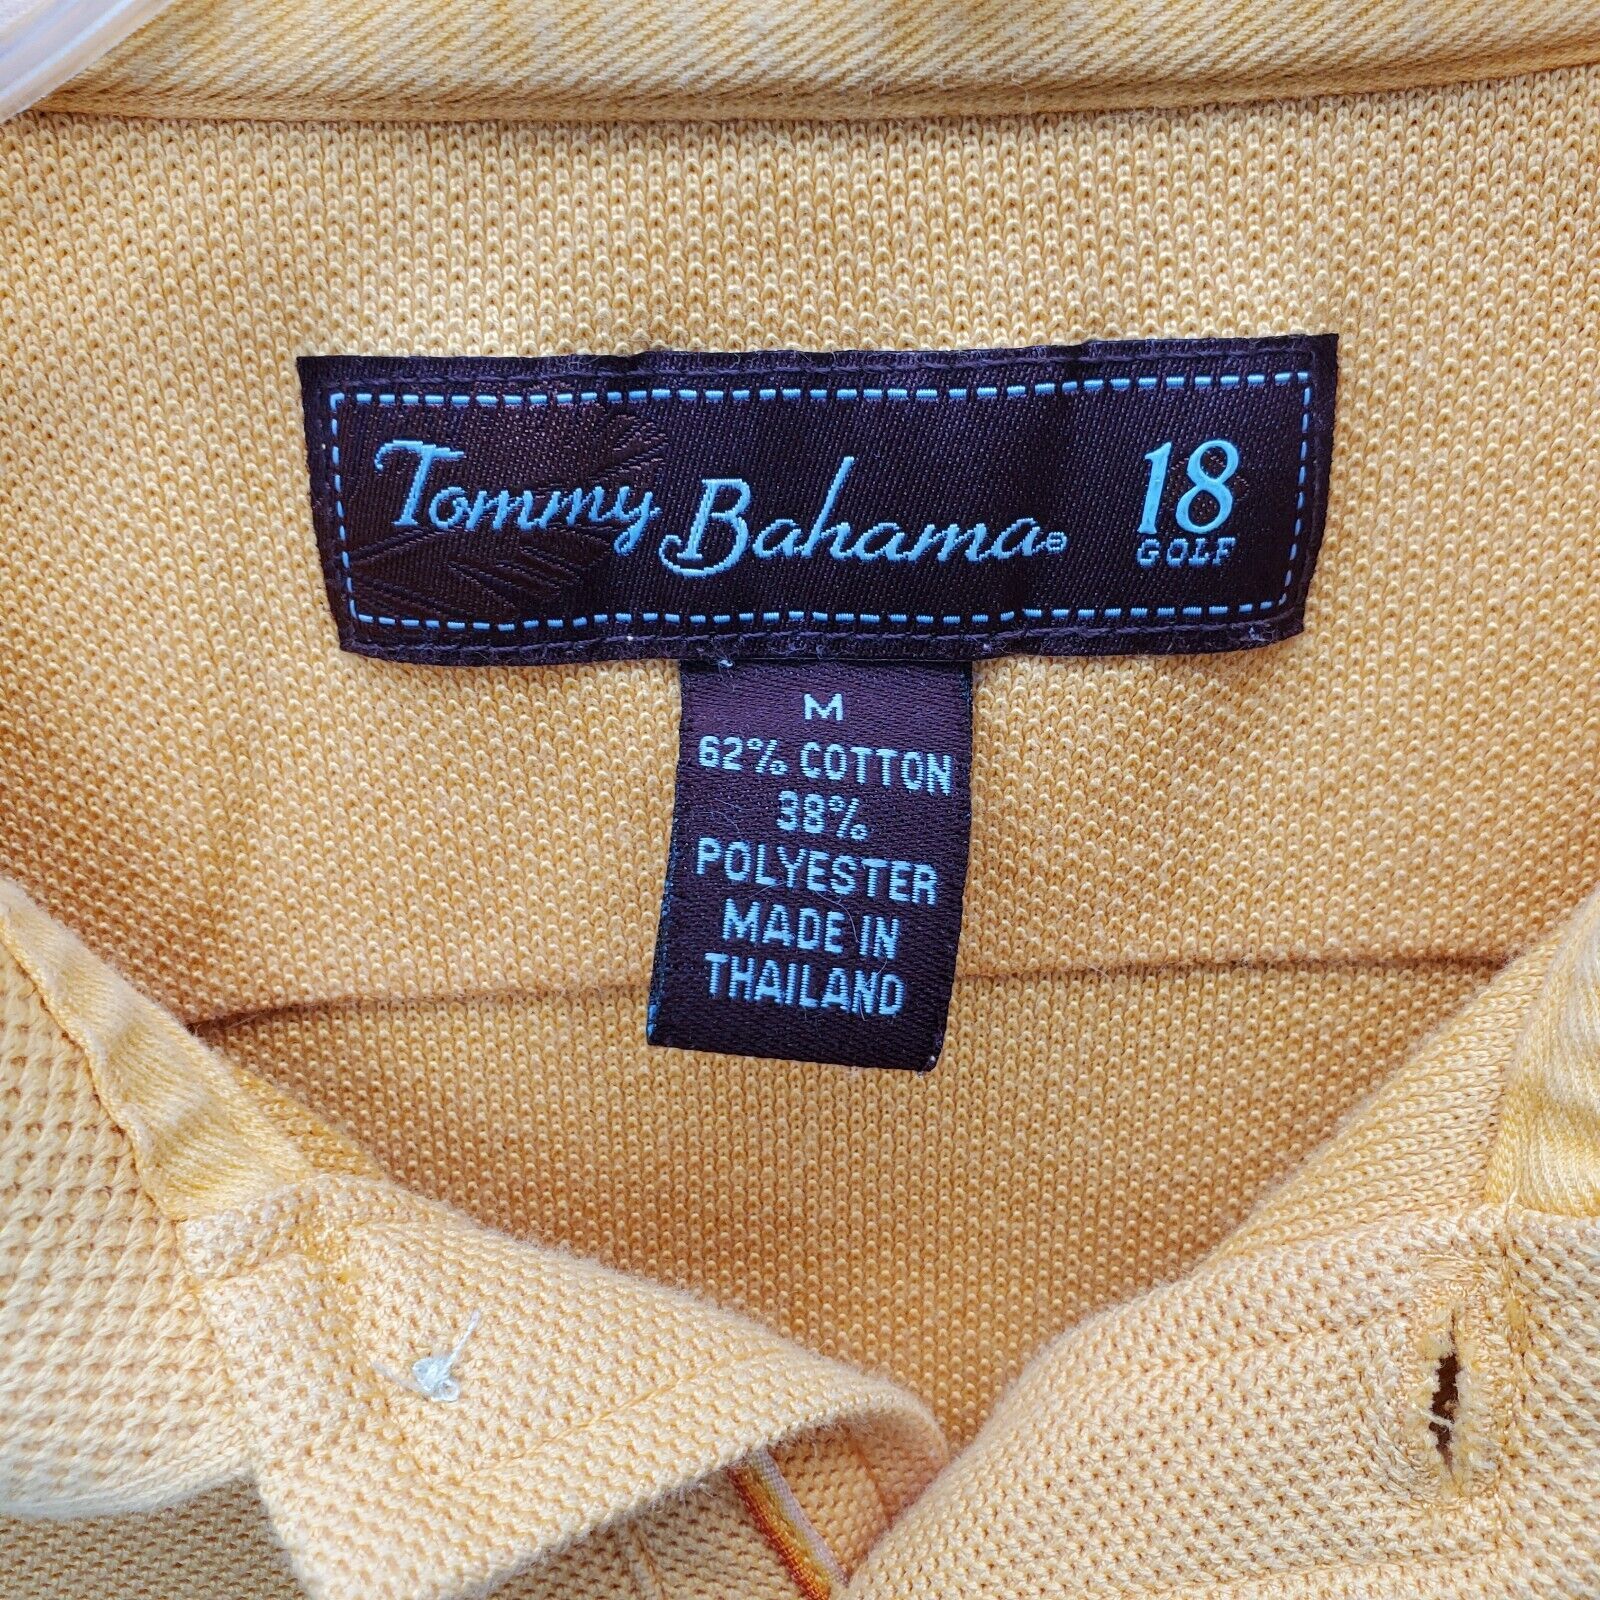 Tommy Bahama® 18
GOLF
M
62% COTTON
38%
POLYESTER
MADE IN
THAILAND